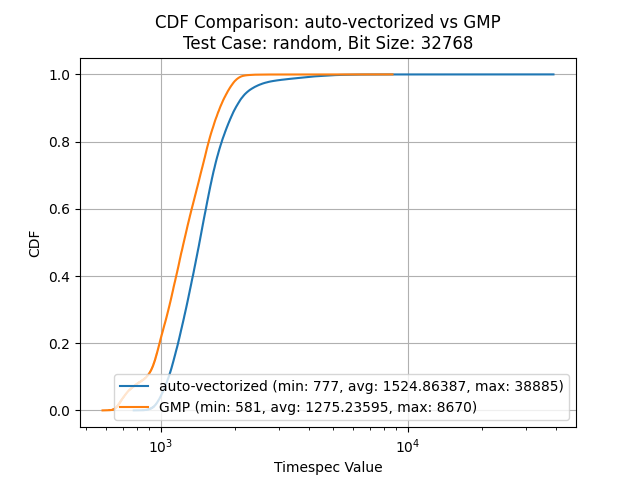 CDF Comparison: auto-vectorized vs GMP
Test Case: random, Bit Size: 32768
CDF
1.0
0.8
0.6
0.4
0.2
0.0
auto-vectorized (min: 777, avg: 1524.86387, max: 38885)
GMP (min: 581, avg: 1275.23595, max: 8670)
10³ 10⁴
Timespec Value